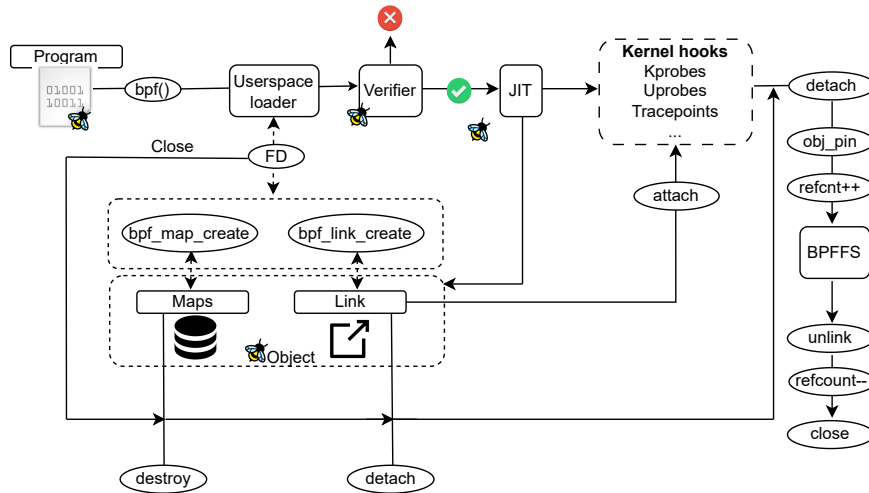 Program
01001
10011
bpf()
Userspace
loader
Verifier
JIT
Kernel hooks
Kprobes
Uprobes
Tracepoints
...
detach
Close
FD
obj_pin
attach
refcnt++
bpf_map_create
bpf_link_create
BPFFS
Maps
Link
Object
unlink
refcount--
close
destroy
detach